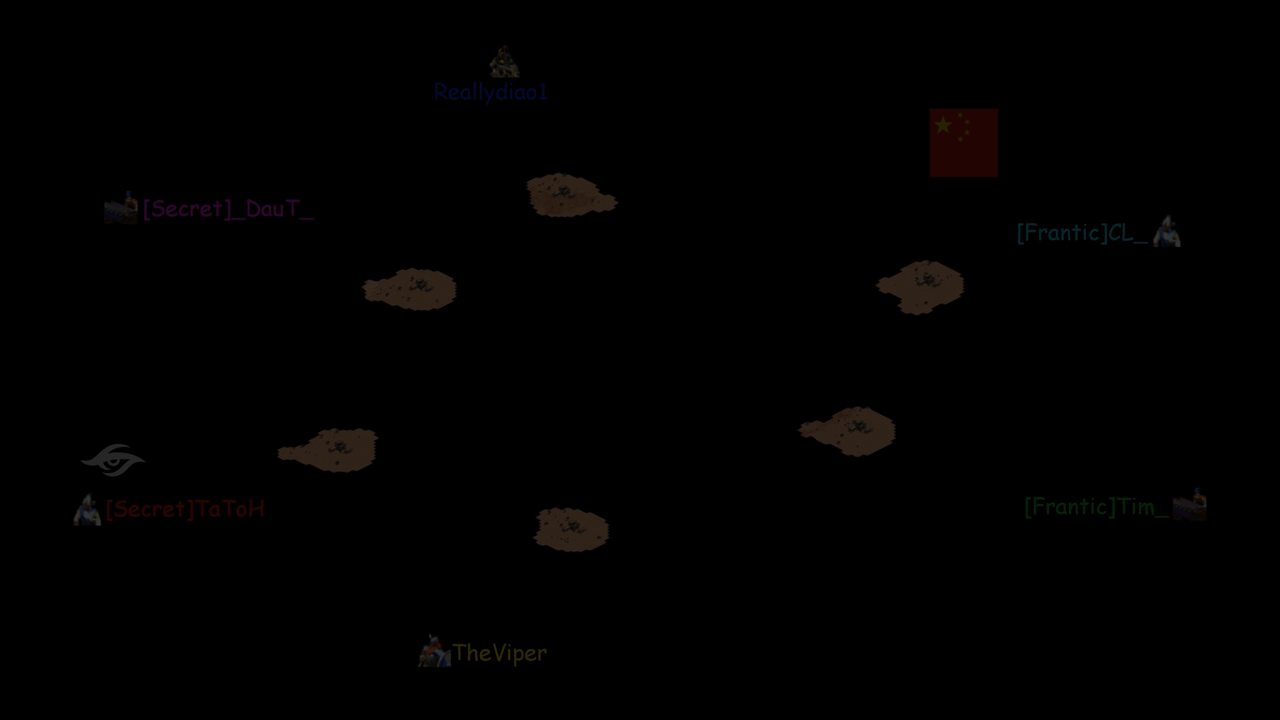 Reallydiao1
[Secret]_DauT_
[Frantic]CL_
[Secret]TaToH
[Frantic]Tim_
TheViper